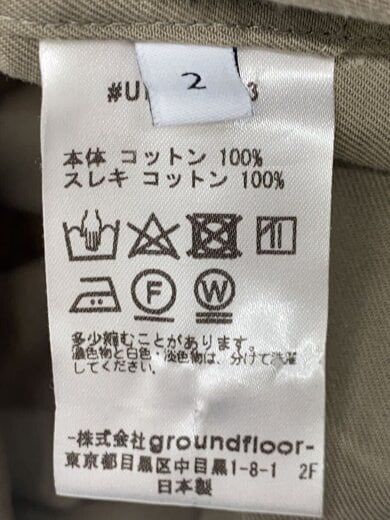 2
本体 コットン 100%
スレキ コットン 100%
F
W
多少縮むことがあります。
濃色物と白色・淡色物は、分けて洗濯
してください。
-株式会社groundfloor-
東京都目黒区中目黒1-8-1 2F
日本製